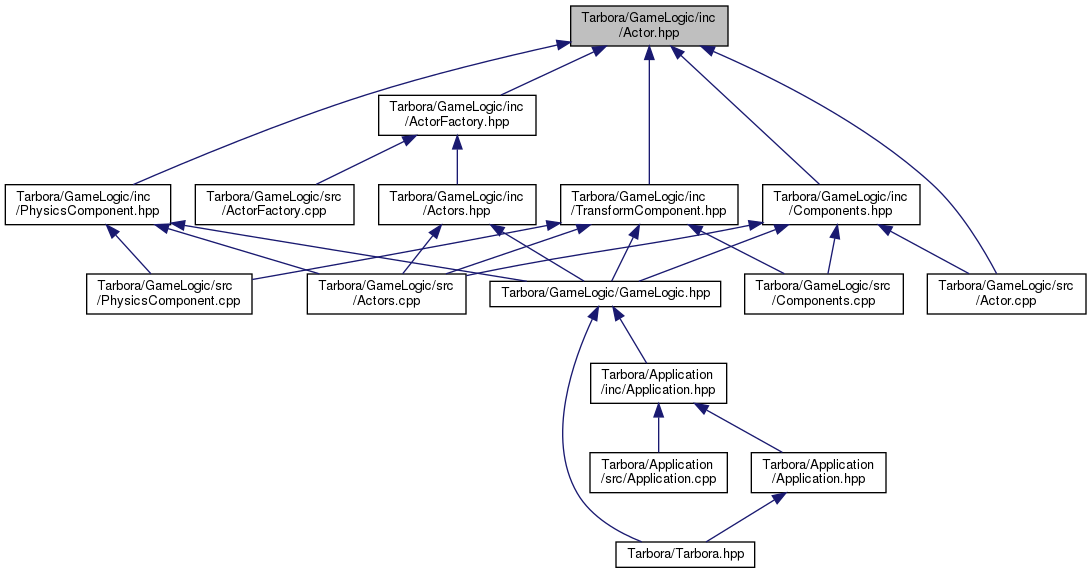 Tarbora/GameLogic/inc
/Actor.hpp
Tarbora/GameLogic/inc
/ActorFactory.hpp
Tarbora/GameLogic/inc
/PhysicsComponent.hpp
Tarbora/GameLogic/src
/ActorFactory.cpp
Tarbora/GameLogic/inc
/Actors.hpp
Tarbora/GameLogic/inc
/TransformComponent.hpp
Tarbora/GameLogic/inc
/Components.hpp
Tarbora/GameLogic/src
/PhysicsComponent.cpp
Tarbora/GameLogic/src
/Actors.cpp
Tarbora/GameLogic/GameLogic.hpp
Tarbora/GameLogic/src
/Components.cpp
Tarbora/GameLogic/src
/Actor.cpp
Tarbora/Application
/inc/Application.hpp
Tarbora/Application
/src/Application.cpp
Tarbora/Application
/Application.hpp
Tarbora/Tarbora.hpp